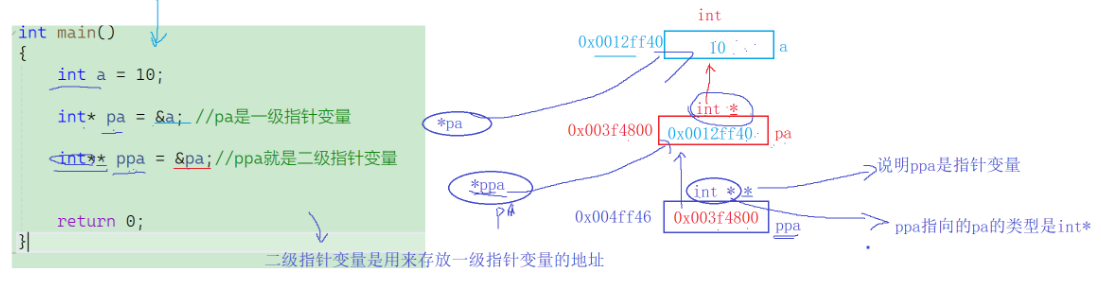 int main()
{
int a = 10;
int* pa = &a; //pa是一级指针变量
int** ppa = &pa;//ppa就是二级指针变量
return 0;
}
二级指针变量是用来存放一级指针变量的地址
int
0x0012ff40
10
a
*pa
int *
0x003f4800
0x0012ff40
pa
*ppa
pA
int * *
0x004ff46
0x003f4800
ppa
说明ppa是指针变量
ppa指向的pa的类型是int*